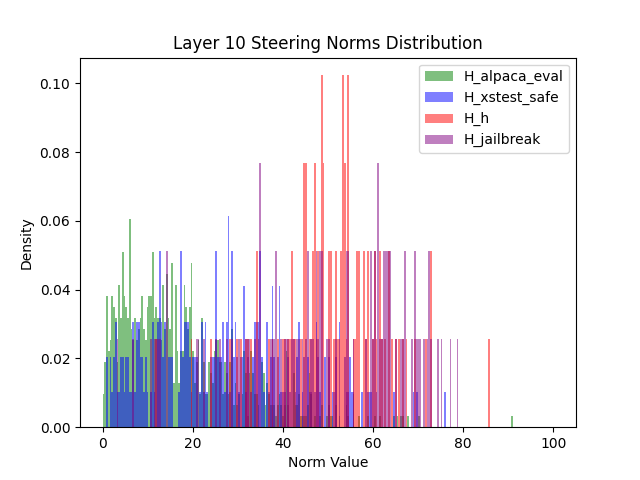 Layer 10 Steering Norms Distribution
H_alpaca_eval
H_xstest_safe
H_h
H_jailbreak
Density
0.10
0.08
0.06
0.04
0.02
0.00
0 20 40 60 80 100
Norm Value